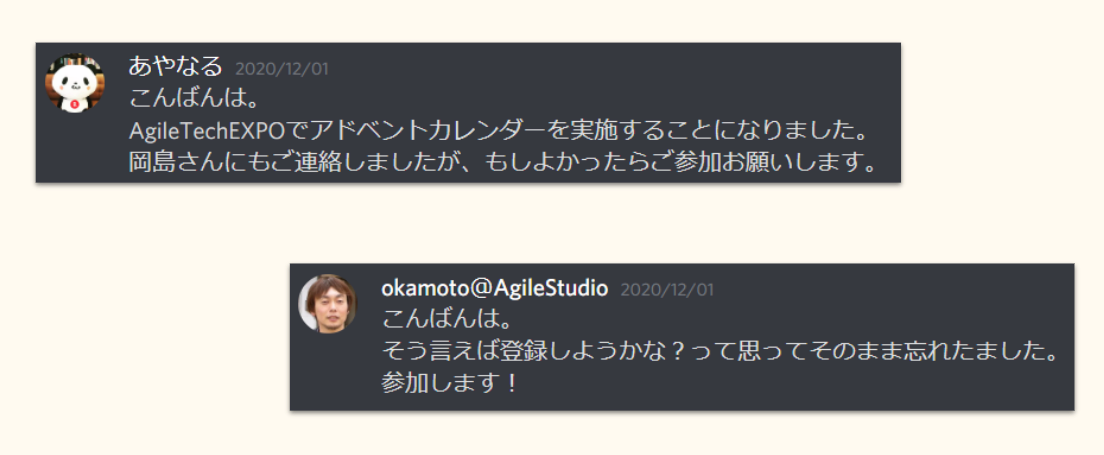 あやなる 2020/12/01
こんばんは。
AgileTechEXPOでアドベントカレンダーを実施することになりました。
岡島さんにもご連絡しましたが、もしよかったらご参加お願いします。
okamoto@AgileStudio 2020/12/01
こんばんは。
そう言えば登録しようかな？って思ってそのまま忘れたました。
参加します！